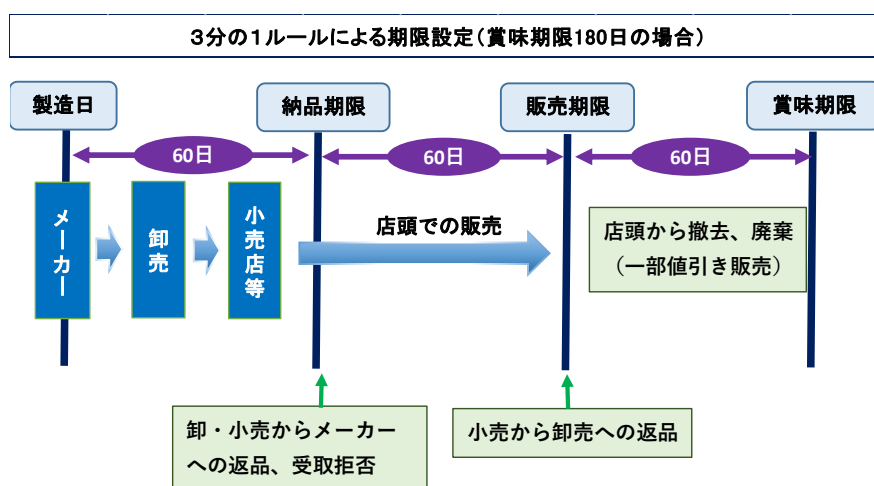 ３分の１ルールによる期限設定（賞味期限180日の場合）
製造日
納品期限
販売期限
賞味期限
60日
60日
60日
メーカー
卸売
小売店等
店頭での販売
店頭から撤去、廃棄
（一部値引き販売）
卸・小売からメーカー
への返品、受取拒否
小売から卸売への返品